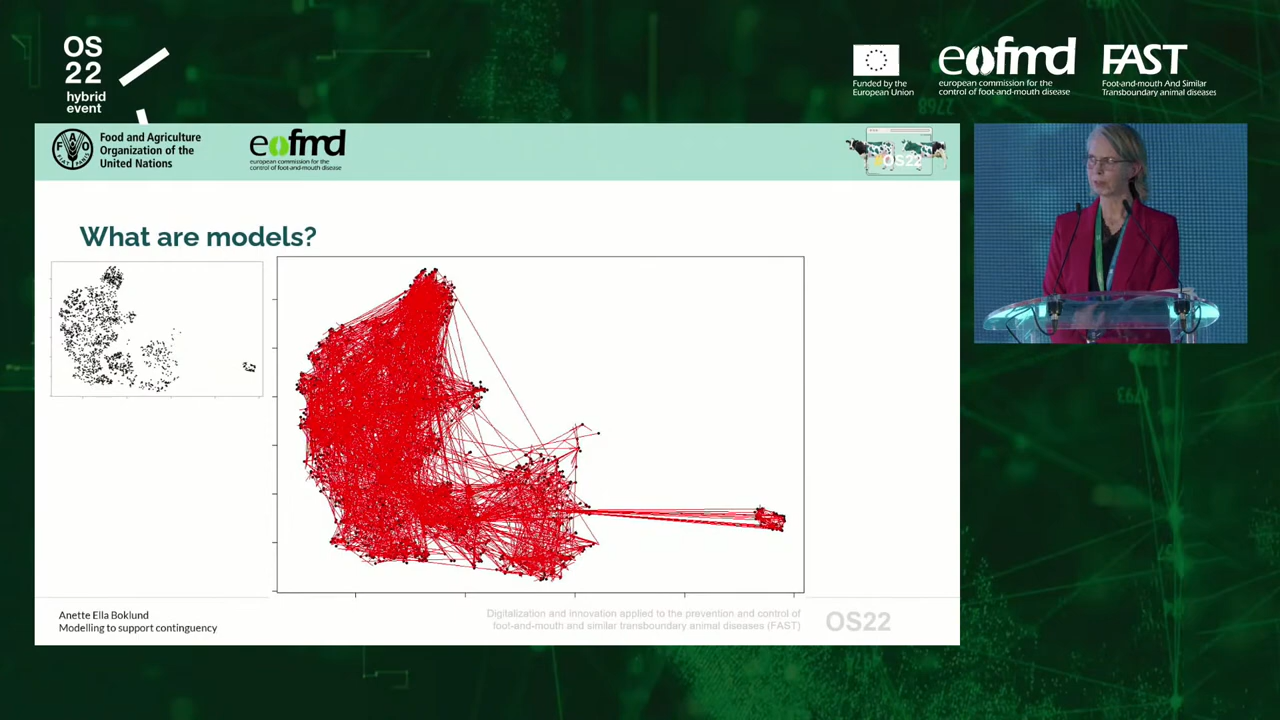 OS
22
hybrid
event
Funded by the
European Union
eofmd
european commission for the
control of foot-and-mouth disease
FAST
Foot-and-mouth And Similar
Transboundary animal diseases
FAO
Food and Agriculture
Organization of the
United Nations
eofmd
european commission for the
control of foot-and-mouth disease
#OS22
What are models?
Anette Ella Boklund
Modelling to support continguency
Digitalization and innovation applied to the prevention and control of
foot-and-mouth and similar transboundary animal diseases (FAST)
OS22